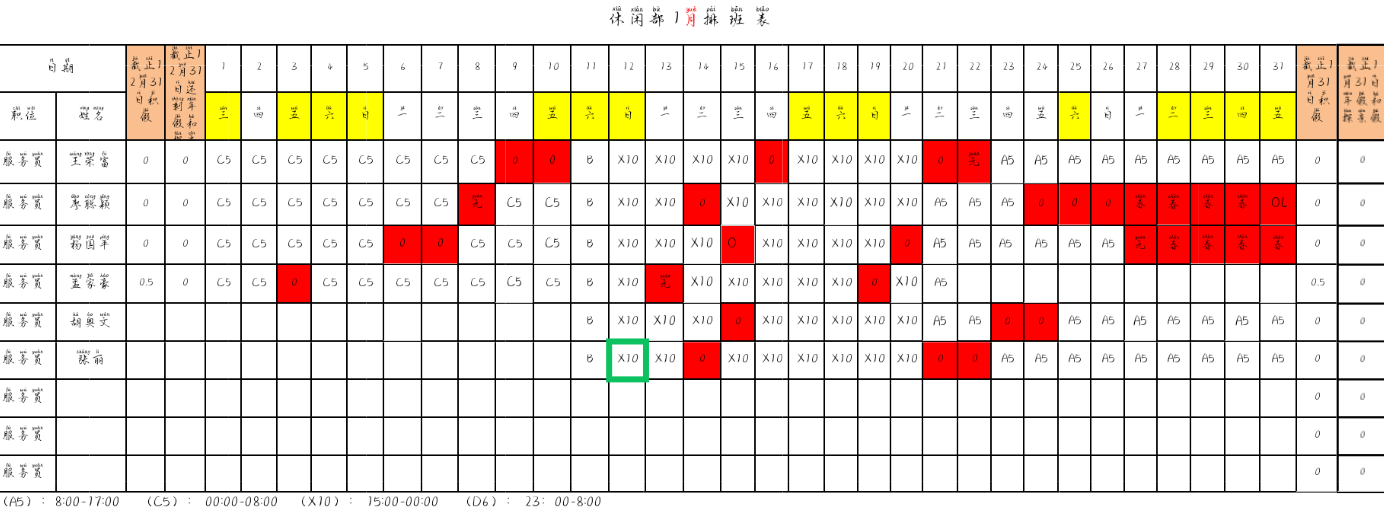 休闲部1月排班表
日期 截止12月31日积假 截止12月31日还剩年假和 1 2 3 4 5 6 7 8 9 10 11 12 13 14 15 16 17 18 19 20 21 22 23 24 25 26 27 28 29 30 31 截止1月31日积假 截止1月31日年假和探亲假
职位 姓名 三 四 五 六 日 一 二 三 四 五 六 日 一 二 三 四 五 六 日 一 二 三 四 五 六 日 一 二 三 四 五
服务员 王荣富 0 0 C5 C5 C5 C5 C5 C5 C5 C5 0 0 B X10 X10 X10 X10 0 X10 X10 X10 X10 0 元 A5 A5 A5 A5 A5 A5 A5 A5 A5 0 0
服务员 廖聪颖 0 0 C5 C5 C5 C5 C5 C5 C5 元 C5 C5 B X10 X10 0 X10 X10 X10 X10 X10 X10 A5 A5 A5 0 0 0 春 春 春 春 OL 0 0
服务员 杨国平 0 0 C5 C5 C5 C5 C5 0 0 C5 C5 C5 B X10 X10 X10 O X10 X10 X10 X10 0 A5 A5 A5 A5 A5 A5 元 春 春 春 春 0 0
服务员 孟家豪 0.5 0 C5 C5 0 C5 C5 C5 C5 C5 C5 C5 B X10 元 X10 X10 X10 X10 X10 0 X10 A5 0.5 0
服务员 胡奥文 B X10 X10 X10 0 X10 X10 X10 X10 X10 A5 A5 0 0 A5 A5 A5 A5 A5 A5 A5 0 0
服务员 张丽 B X10 X10 0 X10 X10 X10 X10 X10 X10 0 0 A5 A5 A5 A5 A5 A5 A5 A5 A5 0 0
服务员 0 0
服务员 0 0
服务员 0 0
(A5)：8:00-17:00 (C5)：00:00-08:00 (X10)：15:00-00:00 (D6)：23：00-8:00